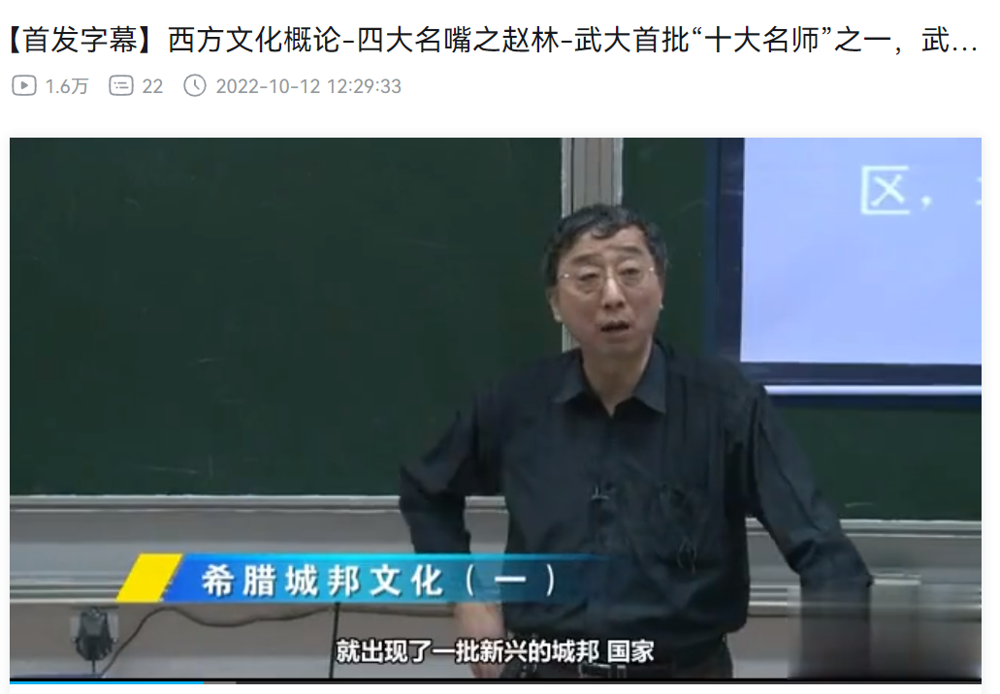 【首发字幕】西方文化概论-四大名嘴之赵林-武大首批“十大名师”之一，武...
1.6万 22 2022-10-12 12:29:33
区，
希腊城邦文化（一）
就出现了一批新兴的城邦 国家